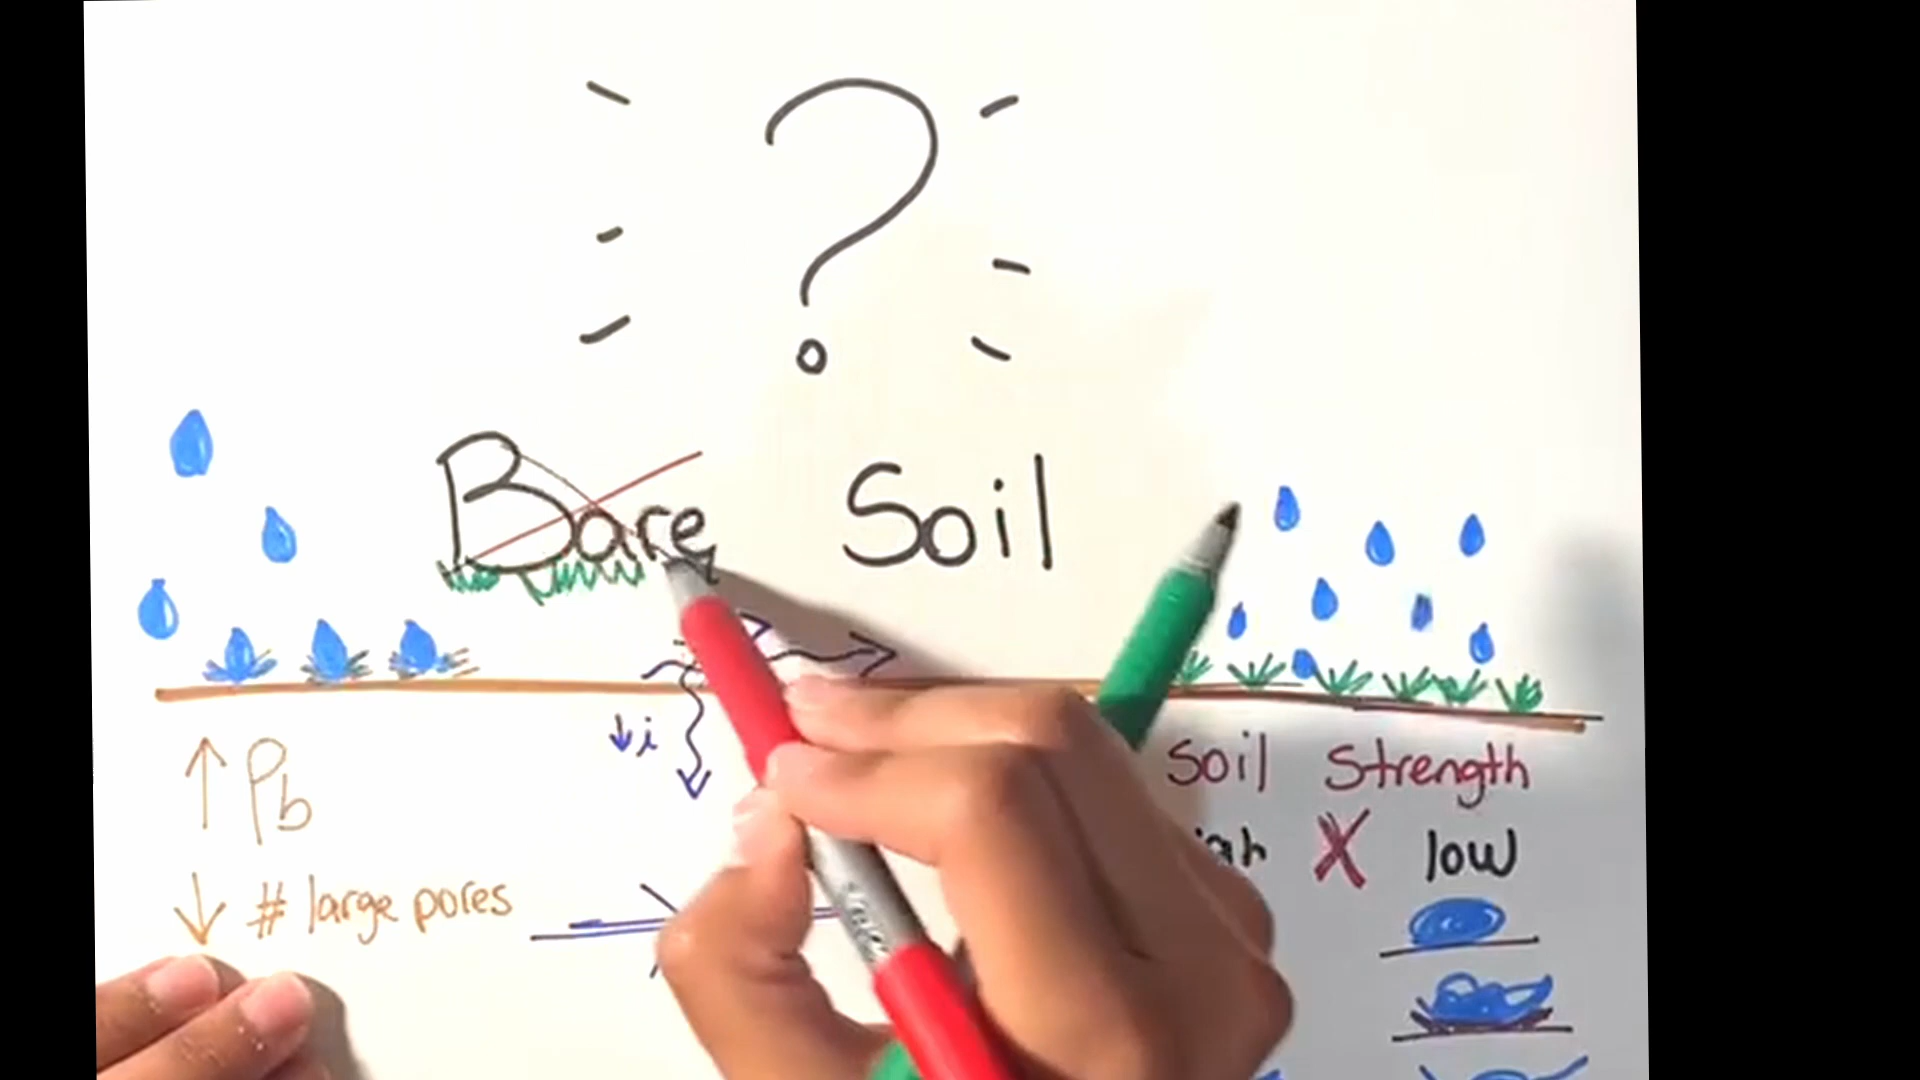 ?
Bare Soil
↓i
↑ ρb
Soil Strength
X low
↓ # large pores